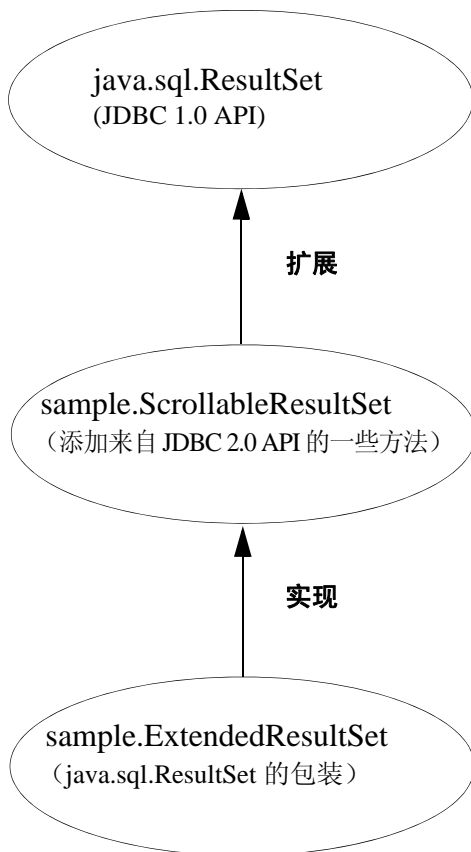 java.sql.ResultSet
(JDBC 1.0 API)
扩展
sample.ScrollableResultSet
（添加来自 JDBC 2.0 API 的一些方法）
实现
sample.ExtendedResultSet
（java.sql.ResultSet 的包装）